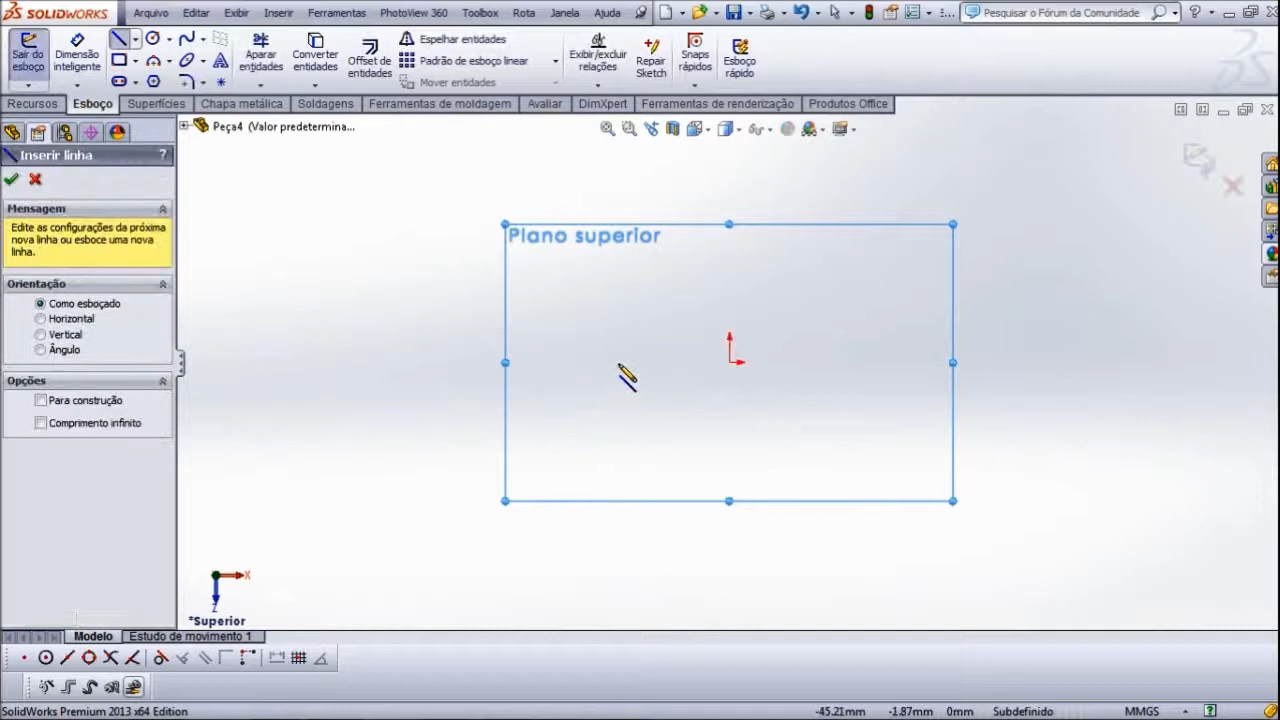 SOLIDWORKS Arquivo Editar Exibir Inserir Ferramentas PhotoView 360 Toolbox Rota Janela Ajuda Pesquisar o Fórum da Comunidade
Sair do esboço
Dimensão inteligente
Aparar entidades
Converter entidades
Offset de entidades
Espelhar entidades
Padrão de esboço linear
Mover entidades
Exibir/excluir relações
Repair Sketch
Snaps rápidos
Esboço rápido
Recursos Esboço Superfícies Chapa metálica Soldagens Ferramentas de moldagem Avaliar DimXpert Ferramentas de renderização Produtos Office
Peça4 (Valor predetermina...
Inserir linha ?
Mensagem
Edite as configurações da próxima
nova linha ou esboce uma nova
linha.
Orientação
Como esboçado
Horizontal
Vertical
Ângulo
Opções
Para construção
Comprimento infinito
Plano superior
X
Z
*Superior
Modelo Estudo de movimento 1
SolidWorks Premium 2013 x64 Edition -45.21mm -1.87mm 0mm Subdefinido MMGS